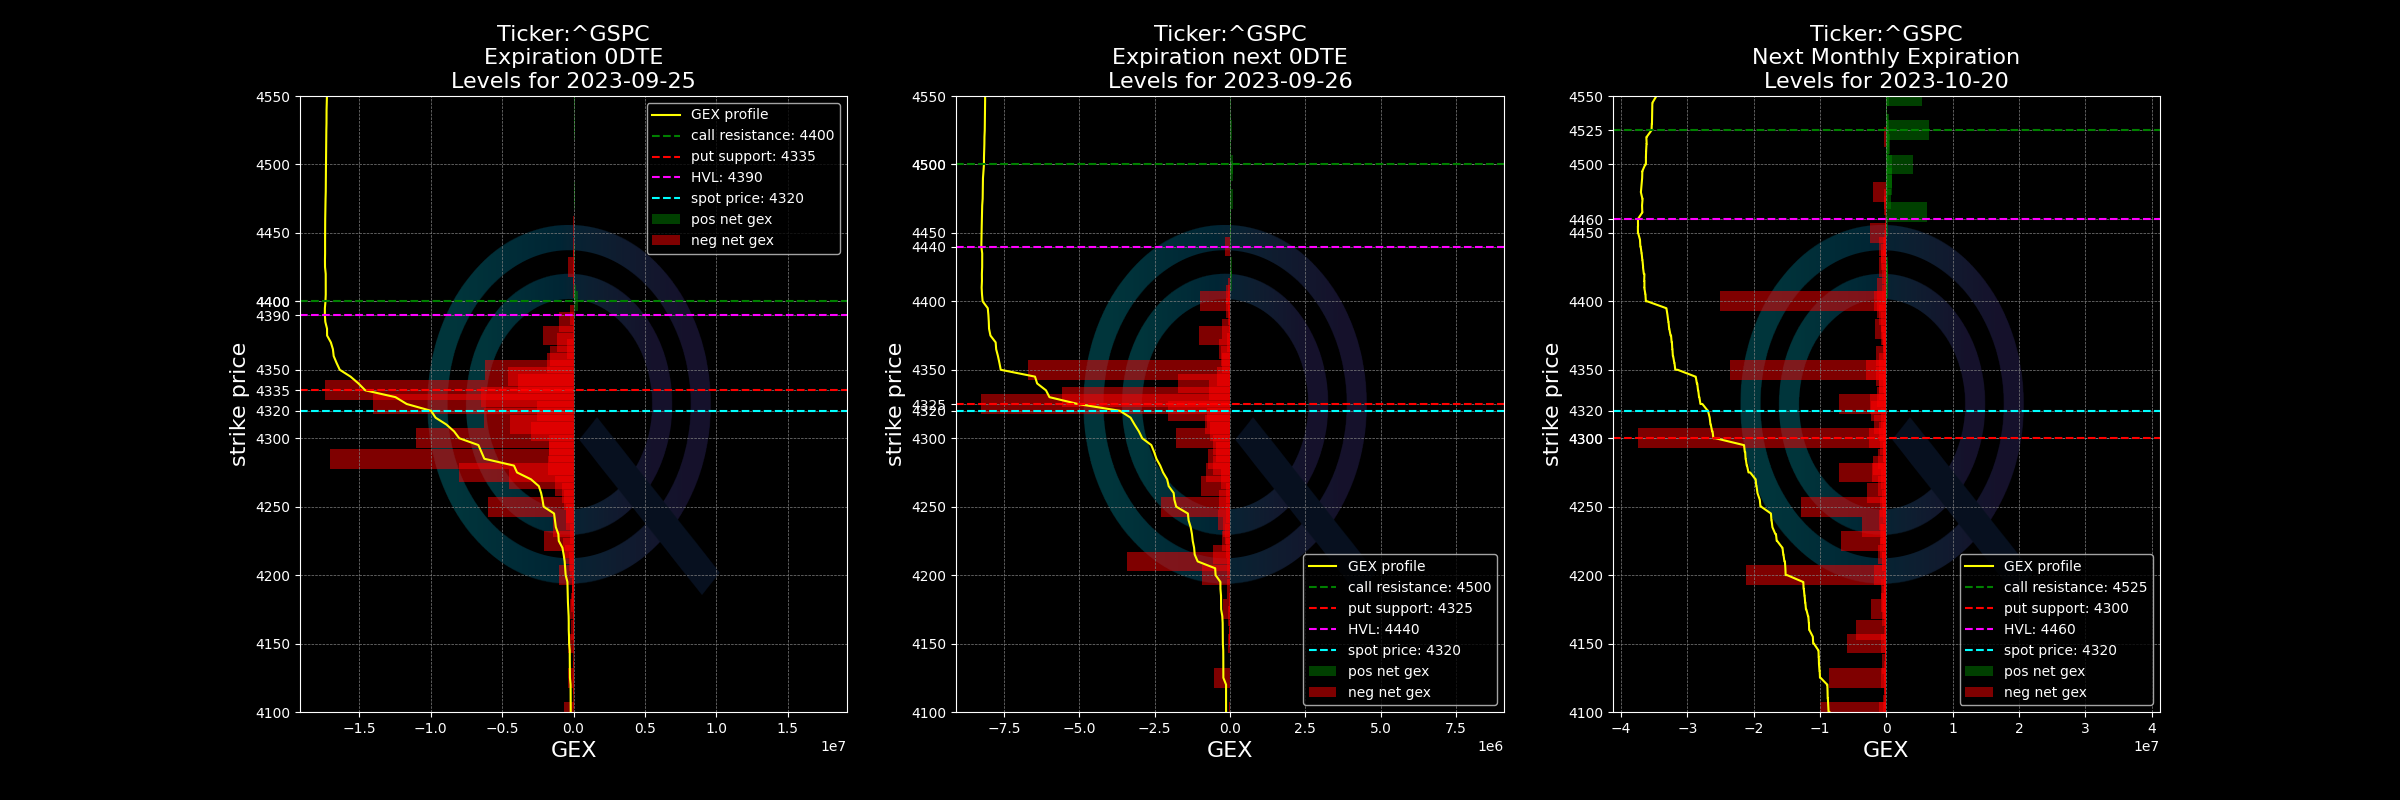 Ticker:^GSPC
Expiration 0DTE
Levels for 2023-09-25
4550
4500
4450
4400
4390
4350
4335
4320
4300
4250
4200
4150
4100
strike price
GEX profile
call resistance: 4400
put support: 4335
HVL: 4390
spot price: 4320
pos net gex
neg net gex
−1.5 −1.0 −0.5 0.0 0.5 1.0 1.5
1e7
GEX
Ticker:^GSPC
Expiration next 0DTE
Levels for 2023-09-26
4550
4500
4450
4440
4400
4350
4325
4320
4300
4250
4200
4150
4100
strike price
GEX profile
call resistance: 4500
put support: 4325
HVL: 4440
spot price: 4320
pos net gex
neg net gex
−7.5 −5.0 −2.5 0.0 2.5 5.0 7.5
1e6
GEX
Ticker:^GSPC
Next Monthly Expiration
Levels for 2023-10-20
4550
4525
4500
4460
4450
4400
4350
4320
4300
4250
4200
4150
4100
strike price
GEX profile
call resistance: 4525
put support: 4300
HVL: 4460
spot price: 4320
pos net gex
neg net gex
−4 −3 −2 −1 0 1 2 3 4
1e7
GEX